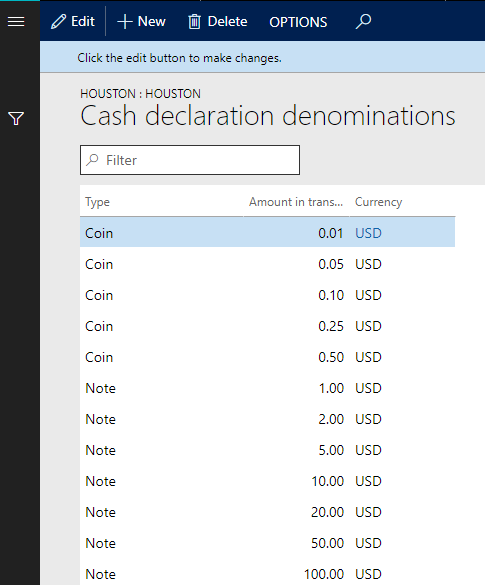 Edit New Delete OPTIONS
Click the edit button to make changes.
HOUSTON : HOUSTON
Cash declaration denominations
Filter
Type Amount in trans... Currency
Coin 0.01 USD
Coin 0.05 USD
Coin 0.10 USD
Coin 0.25 USD
Coin 0.50 USD
Note 1.00 USD
Note 2.00 USD
Note 5.00 USD
Note 10.00 USD
Note 20.00 USD
Note 50.00 USD
Note 100.00 USD